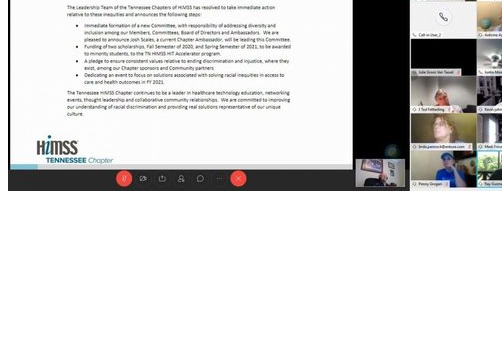 The Leadership Team of the Tennessee Chapters of HIMSS has resolved to take immediate action
relative to these inequities and announces the following steps:
• Immediate formation of a new Committee, with responsibility of addressing diversity
and inclusion among our Members, Committees, Board of Directors and Ambassadors. We are
pleased to announce Josh Scales, a current Chapter Ambassador, will be leading this Committee.
• Funding of two scholarships, Fall Semester of 2020, and Spring Semester of 2021, to be awarded
to minority students, to the TN HIMSS HIT Accelerator program.
• A pledge to ensure consistent values relative to ending discrimination and injustice, where they
exist, among our Chapter sponsors and Community partners
• Dedicating an event to focus on solutions associated with solving racial inequities in access to
care and health outcomes in FY 2021.
The Tennessee HIMSS Chapter continues to be a leader in healthcare technology education, networking
events, thought leadership and collaborative community relationships. We are committed to improving
our understanding of racial discrimination and providing real solutions representative of our unique
culture.
HIMSS
TENNESSEE Chapter
Call-in User_2
Penny Grogan